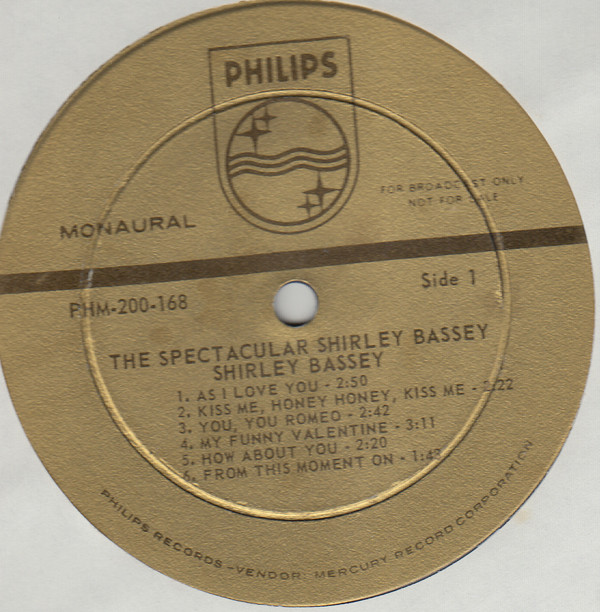 PHILIPS
FOR BROADCAST ONLY
NOT FOR SALE
MONAURAL
Side 1
PHM-200-168
THE SPECTACULAR SHIRLEY BASSEY
SHIRLEY BASSEY
1. AS I LOVE YOU - 2:50
2. KISS ME, HONEY HONEY, KISS ME - 2:22
3. YOU, YOU ROMEO - 2:42
4. MY FUNNY VALENTINE - 3:11
5. HOW ABOUT YOU - 2:20
6. FROM THIS MOMENT ON -
PHILIPS RECORDS - VENDOR: MERCURY RECORD CORPORATION